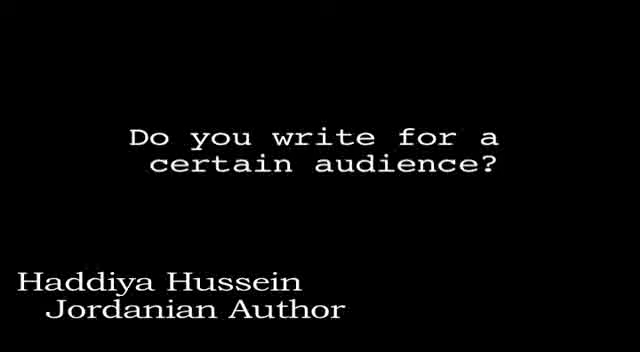 Do you write for a
certain audience?
Haddiya Hussein
Jordanian Author